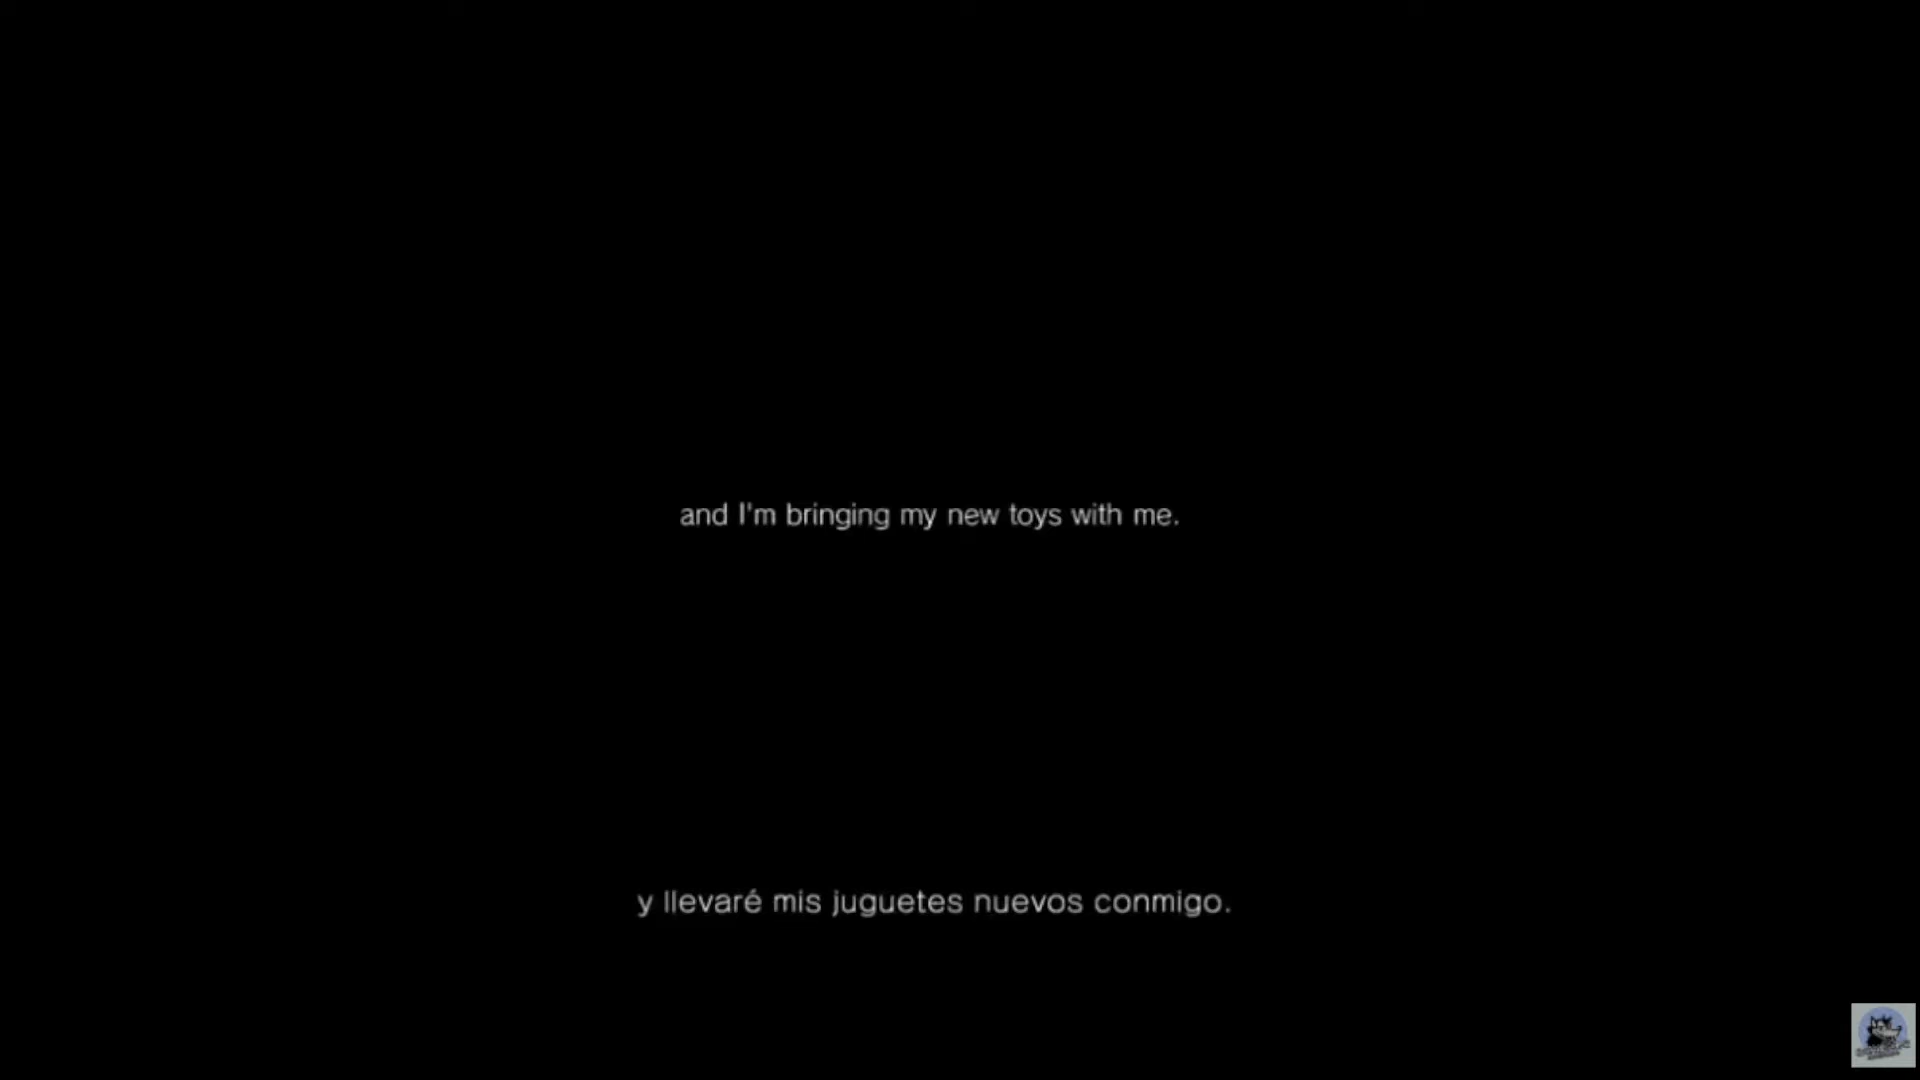 and I'm bringing my new toys with me.
y llevaré mis juguetes nuevos conmigo.